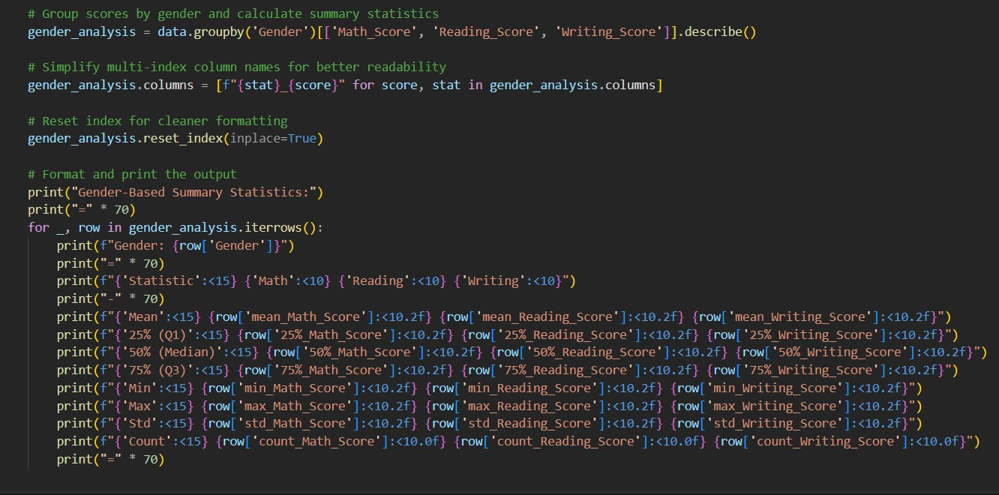 # Group scores by gender and calculate summary statistics
gender_analysis = data.groupby('Gender')[['Math_Score', 'Reading_Score', 'Writing_Score']].describe()
# Simplify multi-index column names for better readability
gender_analysis.columns = [f"{stat}_{score}" for score, stat in gender_analysis.columns]
# Reset index for cleaner formatting
gender_analysis.reset_index(inplace=True)
# Format and print the output
print("Gender-Based Summary Statistics:")
print("=" * 70)
for _, row in gender_analysis.iterrows():
    print(f"Gender: {row['Gender']}")
    print("=" * 70)
    print(f"{'Statistic':<15} {'Math':<10} {'Reading':<10} {'Writing':<10}")
    print("-" * 70)
    print(f"{'Mean':<15} {row['mean_Math_Score']:<10.2f} {row['mean_Reading_Score']:<10.2f} {row['mean_Writing_Score']:<10.2f}")
    print(f"{'25% (Q1)':<15} {row['25%_Math_Score']:<10.2f} {row['25%_Reading_Score']:<10.2f} {row['25%_Writing_Score']:<10.2f}")
    print(f"{'50% (Median)':<15} {row['50%_Math_Score']:<10.2f} {row['50%_Reading_Score']:<10.2f} {row['50%_Writing_Score']:<10.2f}")
    print(f"{'75% (Q3)':<15} {row['75%_Math_Score']:<10.2f} {row['75%_Reading_Score']:<10.2f} {row['75%_Writing_Score']:<10.2f}")
    print(f"{'Min':<15} {row['min_Math_Score']:<10.2f} {row['min_Reading_Score']:<10.2f} {row['min_Writing_Score']:<10.2f}")
    print(f"{'Max':<15} {row['max_Math_Score']:<10.2f} {row['max_Reading_Score']:<10.2f} {row['max_Writing_Score']:<10.2f}")
    print(f"{'Std':<15} {row['std_Math_Score']:<10.2f} {row['std_Reading_Score']:<10.2f} {row['std_Writing_Score']:<10.2f}")
    print(f"{'Count':<15} {row['count_Math_Score']:<10.0f} {row['count_Reading_Score']:<10.0f} {row['count_Writing_Score']:<10.0f}")
    print("=" * 70)